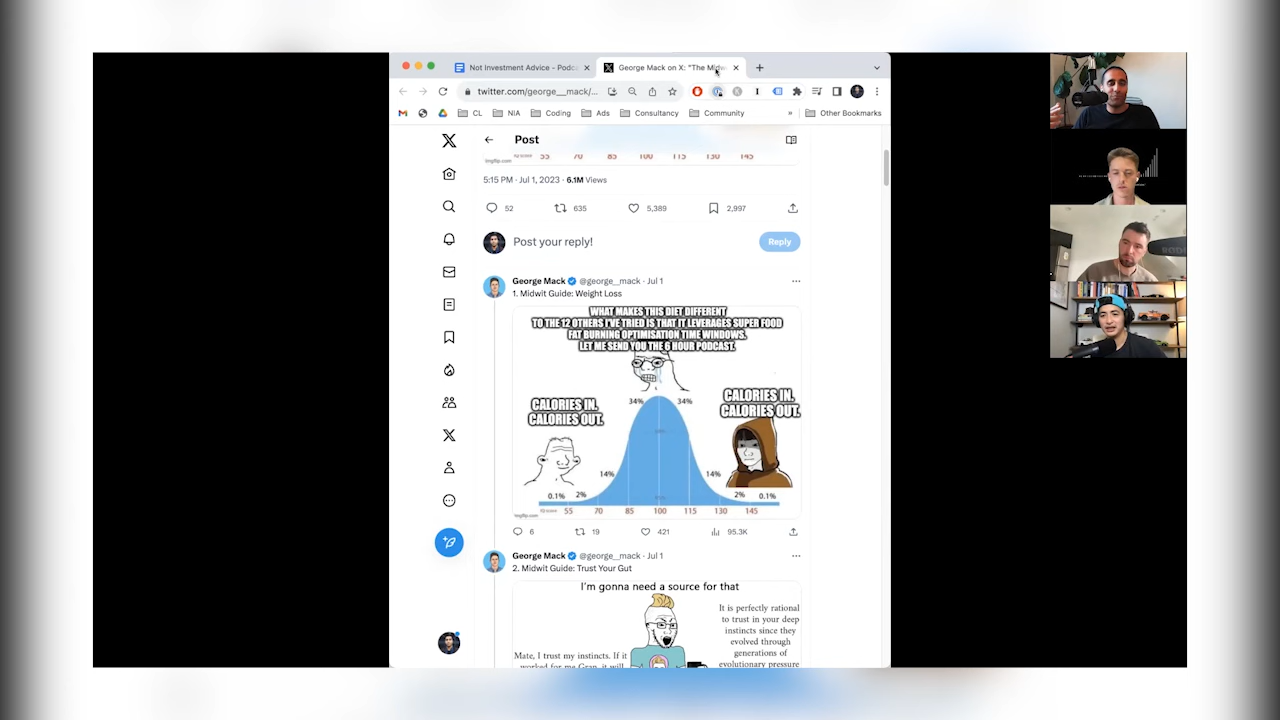 Not Investment Advice - Podc
George Mack on X: "The Midw
twitter.com/george__mack/...
CL
NIA
Coding
Ads
Consultancy
Community
»
Other Bookmarks
Post
imgflip.com
55 70 85 100 115 130 145
5:15 PM · Jul 1, 2023 · 6.1M Views
52
635
5,389
2,997
Post your reply!
Reply
George Mack @george__mack · Jul 1
1. Midwit Guide: Weight Loss
WHAT MAKES THIS DIET DIFFERENT
TO THE 12 OTHERS I'VE TRIED IS THAT IT LEVERAGES SUPER FOOD
FAT BURNING OPTIMISATION TIME WINDOWS.
LET ME SEND YOU THE 6 HOUR PODCAST.
CALORIES IN.
CALORIES OUT.
CALORIES IN.
CALORIES OUT.
34% 34%
14% 14%
0.1% 2% 2% 0.1%
IQ score 55 70 85 100 115 130 145
imgflip.com
6
19
421
95.3K
George Mack @george__mack · Jul 1
2. Midwit Guide: Trust Your Gut
I'm gonna need a source for that
It is perfectly rational
to trust in your deep
instincts since they
evolved through
generations of
evolutionary pressure
Mate, I trust my instincts. If it
worked for me Gran, it will